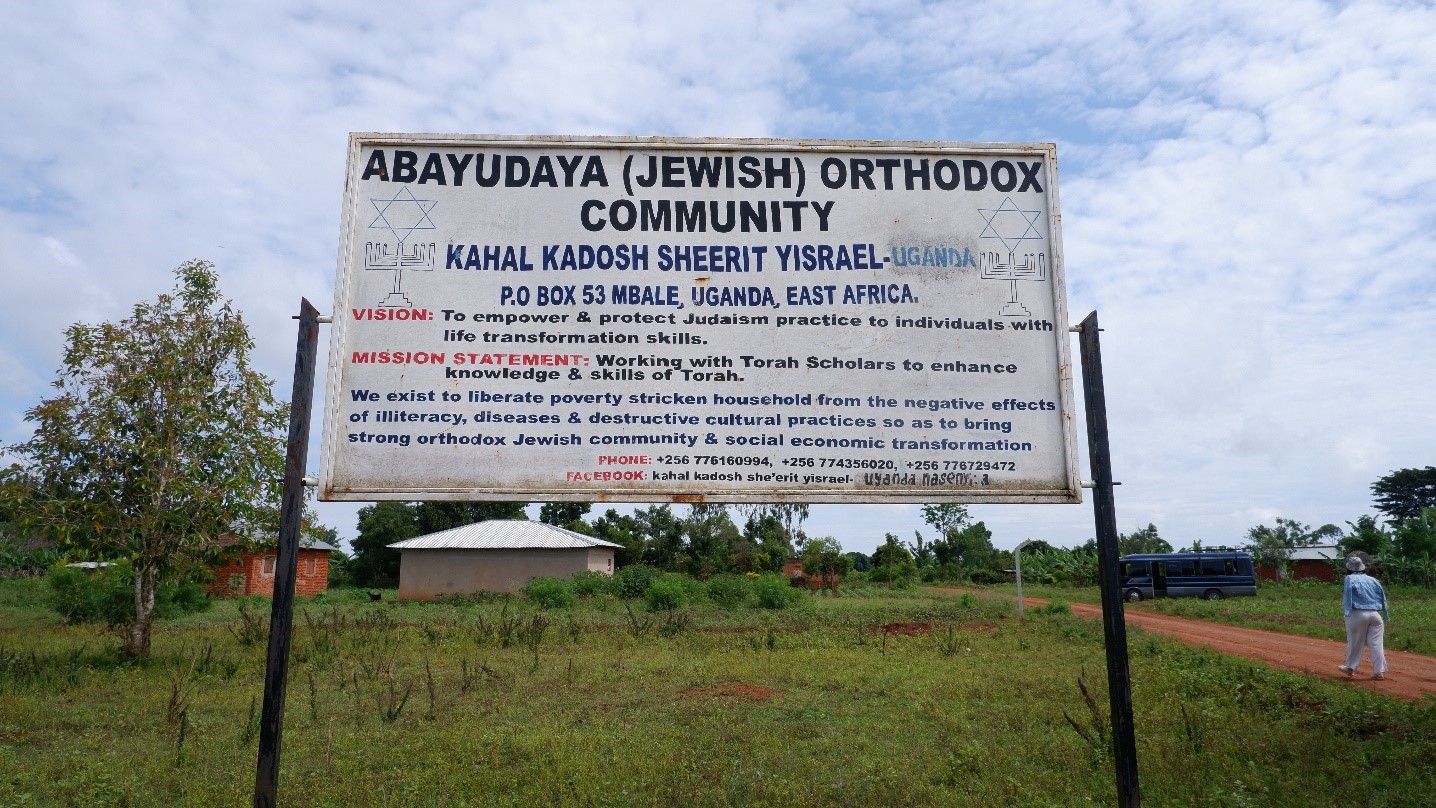 ABAYUDAYA (JEWISH) ORTHODOX
COMMUNITY
KAHAL KADOSH SHEERIT YISRAEL-UGANDA
P.O BOX 53 MBALE, UGANDA, EAST AFRICA.
VISION: To empower & protect Judaism practice to individuals with
life transformation skills.
MISSION STATEMENT: Working with Torah Scholars to enhance
knowledge & skills of Torah.
We exist to liberate poverty stricken household from the negative effects
of illiteracy, diseases & destructive cultural practices so as to bring
strong orthodox Jewish community & social economic transformation
PHONE: +256 776160994, +256 774356020, +256 776729472
FACEBOOK: kahal kadosh she'erit yisrael- uganda